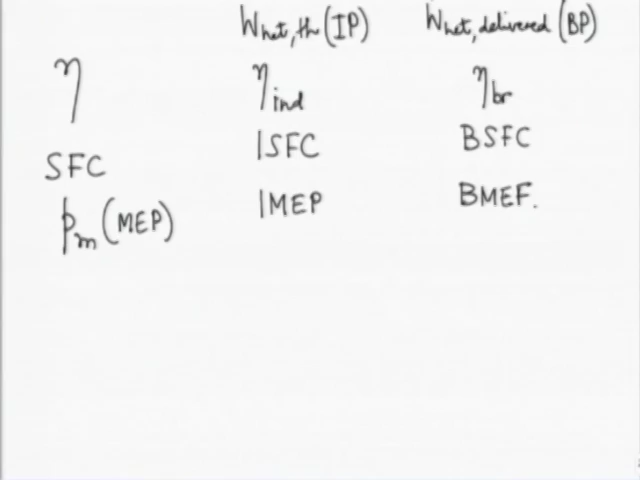 Wnet, th (IP) Wnet, delivered (BP)
η ηind ηbr
SFC ISFC BSFC
pm (MEP) IMEP BMEF.